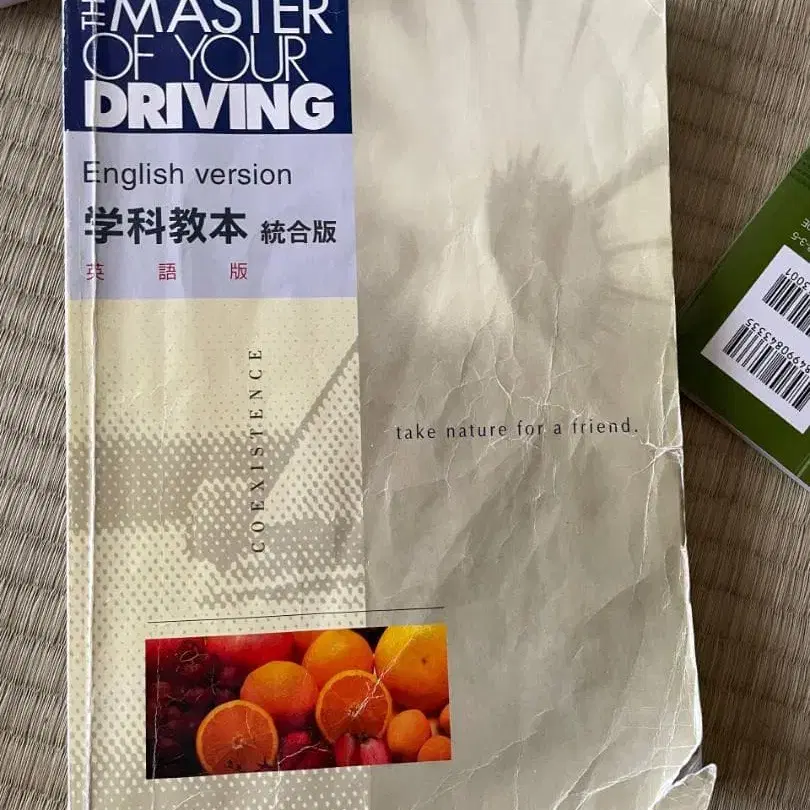 THE
MASTER
OF YOUR
DRIVING
English version
学科教本 統合版
英語版
COEXISTENCE
take nature for a friend.